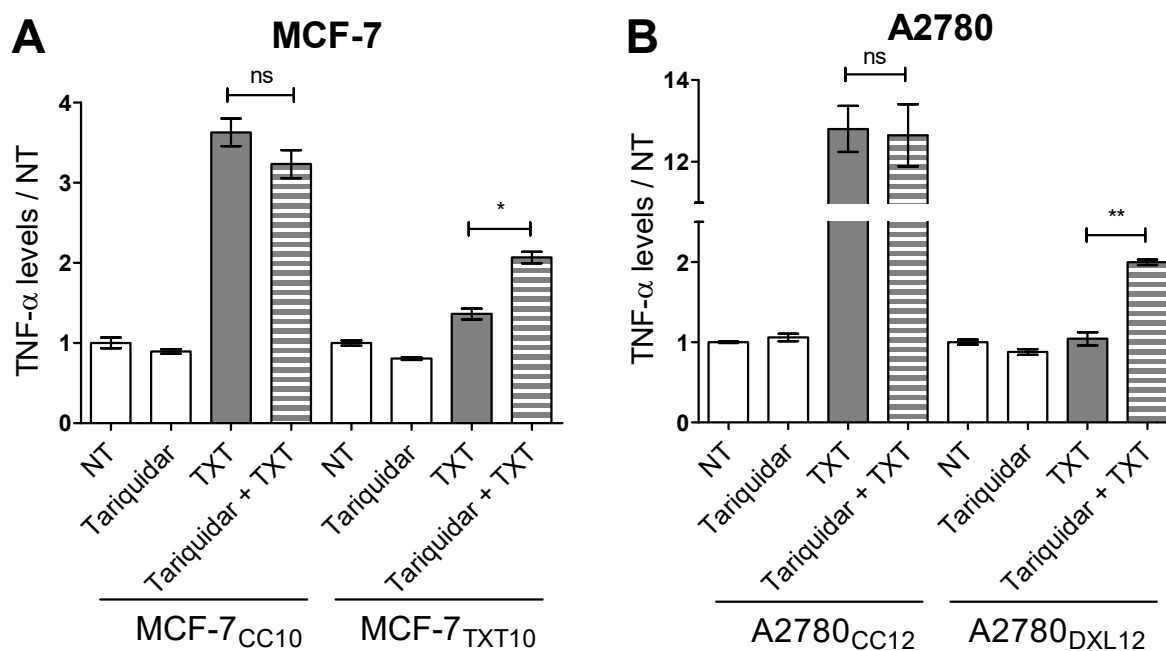 A
MCF-7
TNF-α levels / NT
4
3
2
1
0
ns
*
NT
Tariquidar
TXT
Tariquidar + TXT
NT
Tariquidar
TXT
Tariquidar + TXT
MCF-7CC10
MCF-7TXT10
B
A2780
TNF-α levels / NT
14
12
2
1
0
ns
**
NT
Tariquidar
TXT
Tariquidar + TXT
NT
Tariquidar
TXT
Tariquidar + TXT
A2780CC12
A2780DXL12